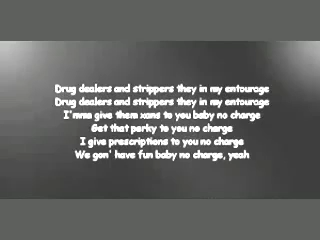 Drug dealers and strippers they in my entourage
Drug dealers and strippers they in my entourage
I'mma give them xans to you baby no charge
Get that perky to you no charge
I give prescriptions to you no charge
We gon' have fun baby no charge, yeah